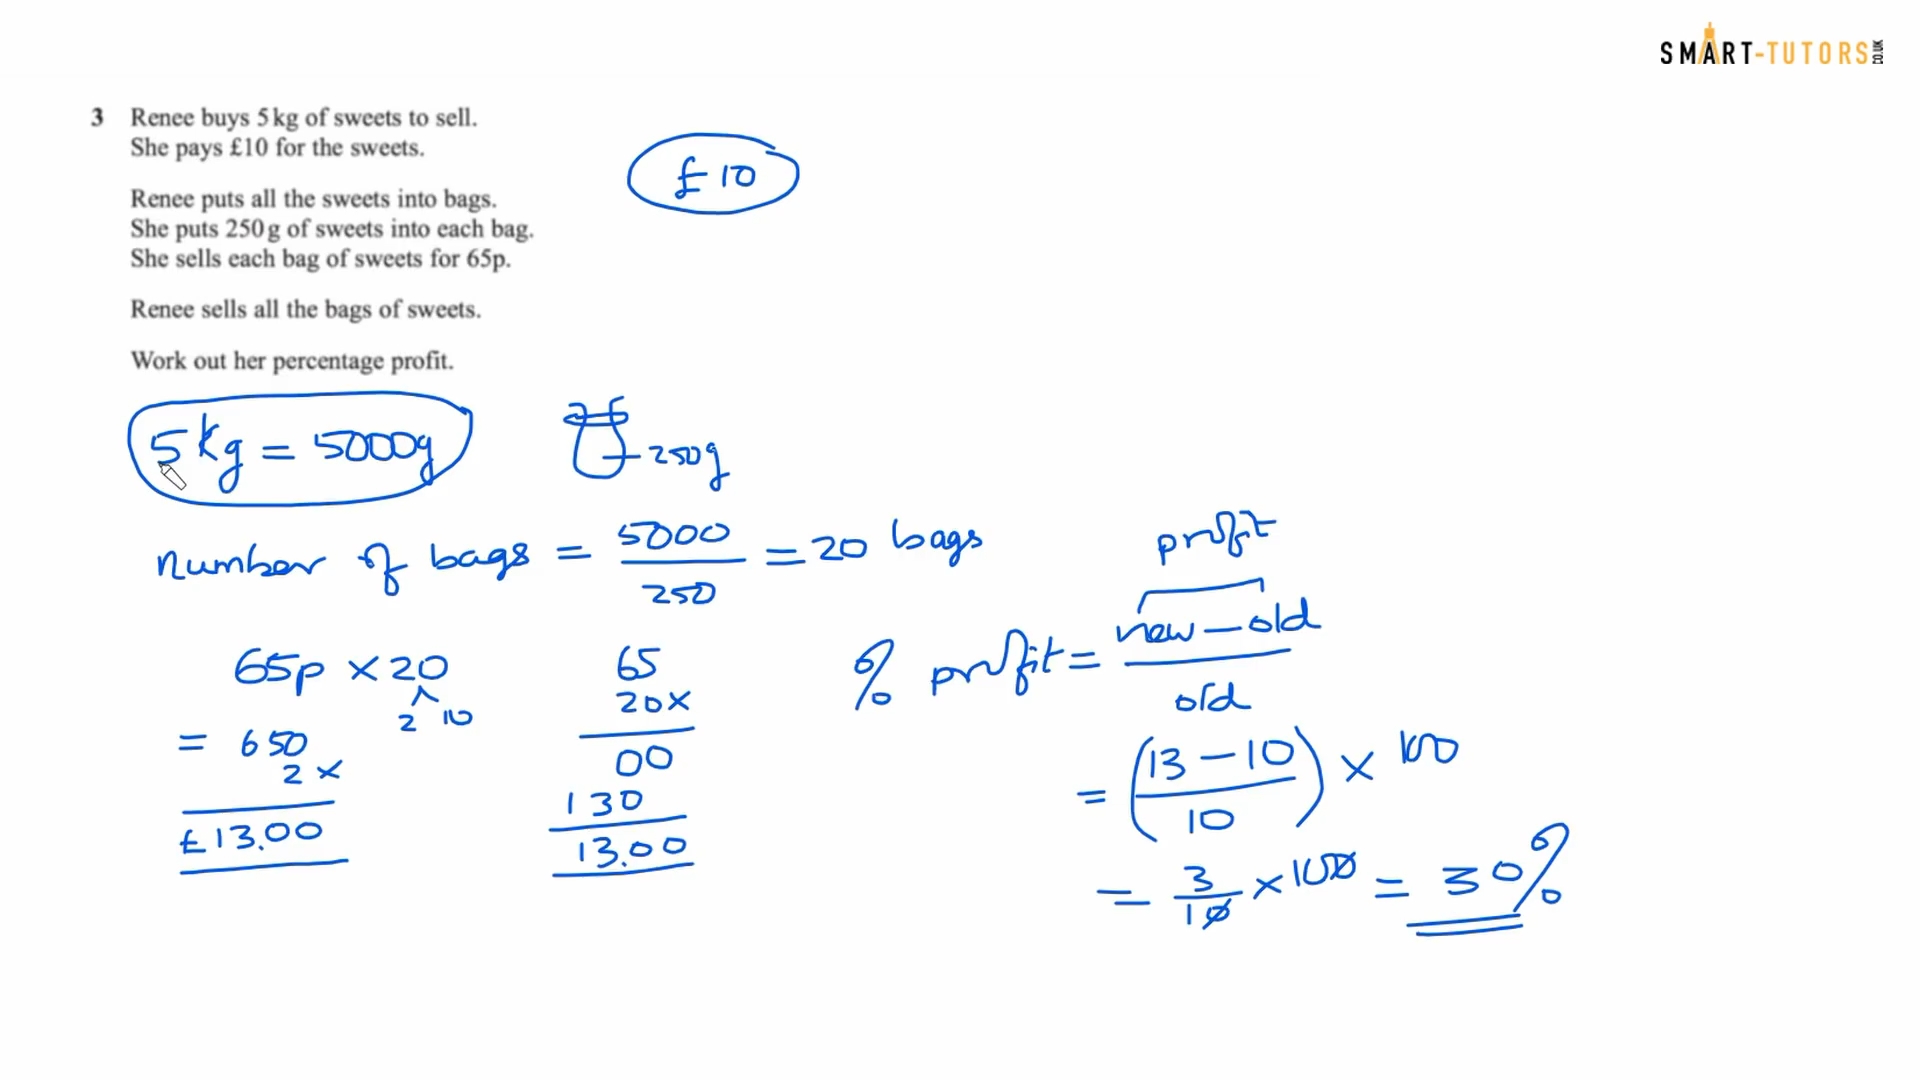 SMART-TUTORS.CO.UK
3 Renee buys 5 kg of sweets to sell.
She pays £10 for the sweets.
Renee puts all the sweets into bags.
She puts 250 g of sweets into each bag.
She sells each bag of sweets for 65p.
Renee sells all the bags of sweets.
Work out her percentage profit.
£10
5kg = 5000g
250g
number of bags = 5000/250 = 20 bags
65p × 20
2 10
= 650
2 ×
£13.00
65
20×
00
130
13.00
profit
% profit = new - old / old
= (13 - 10 / 10) × 100
= 3/10 × 100 = 30%